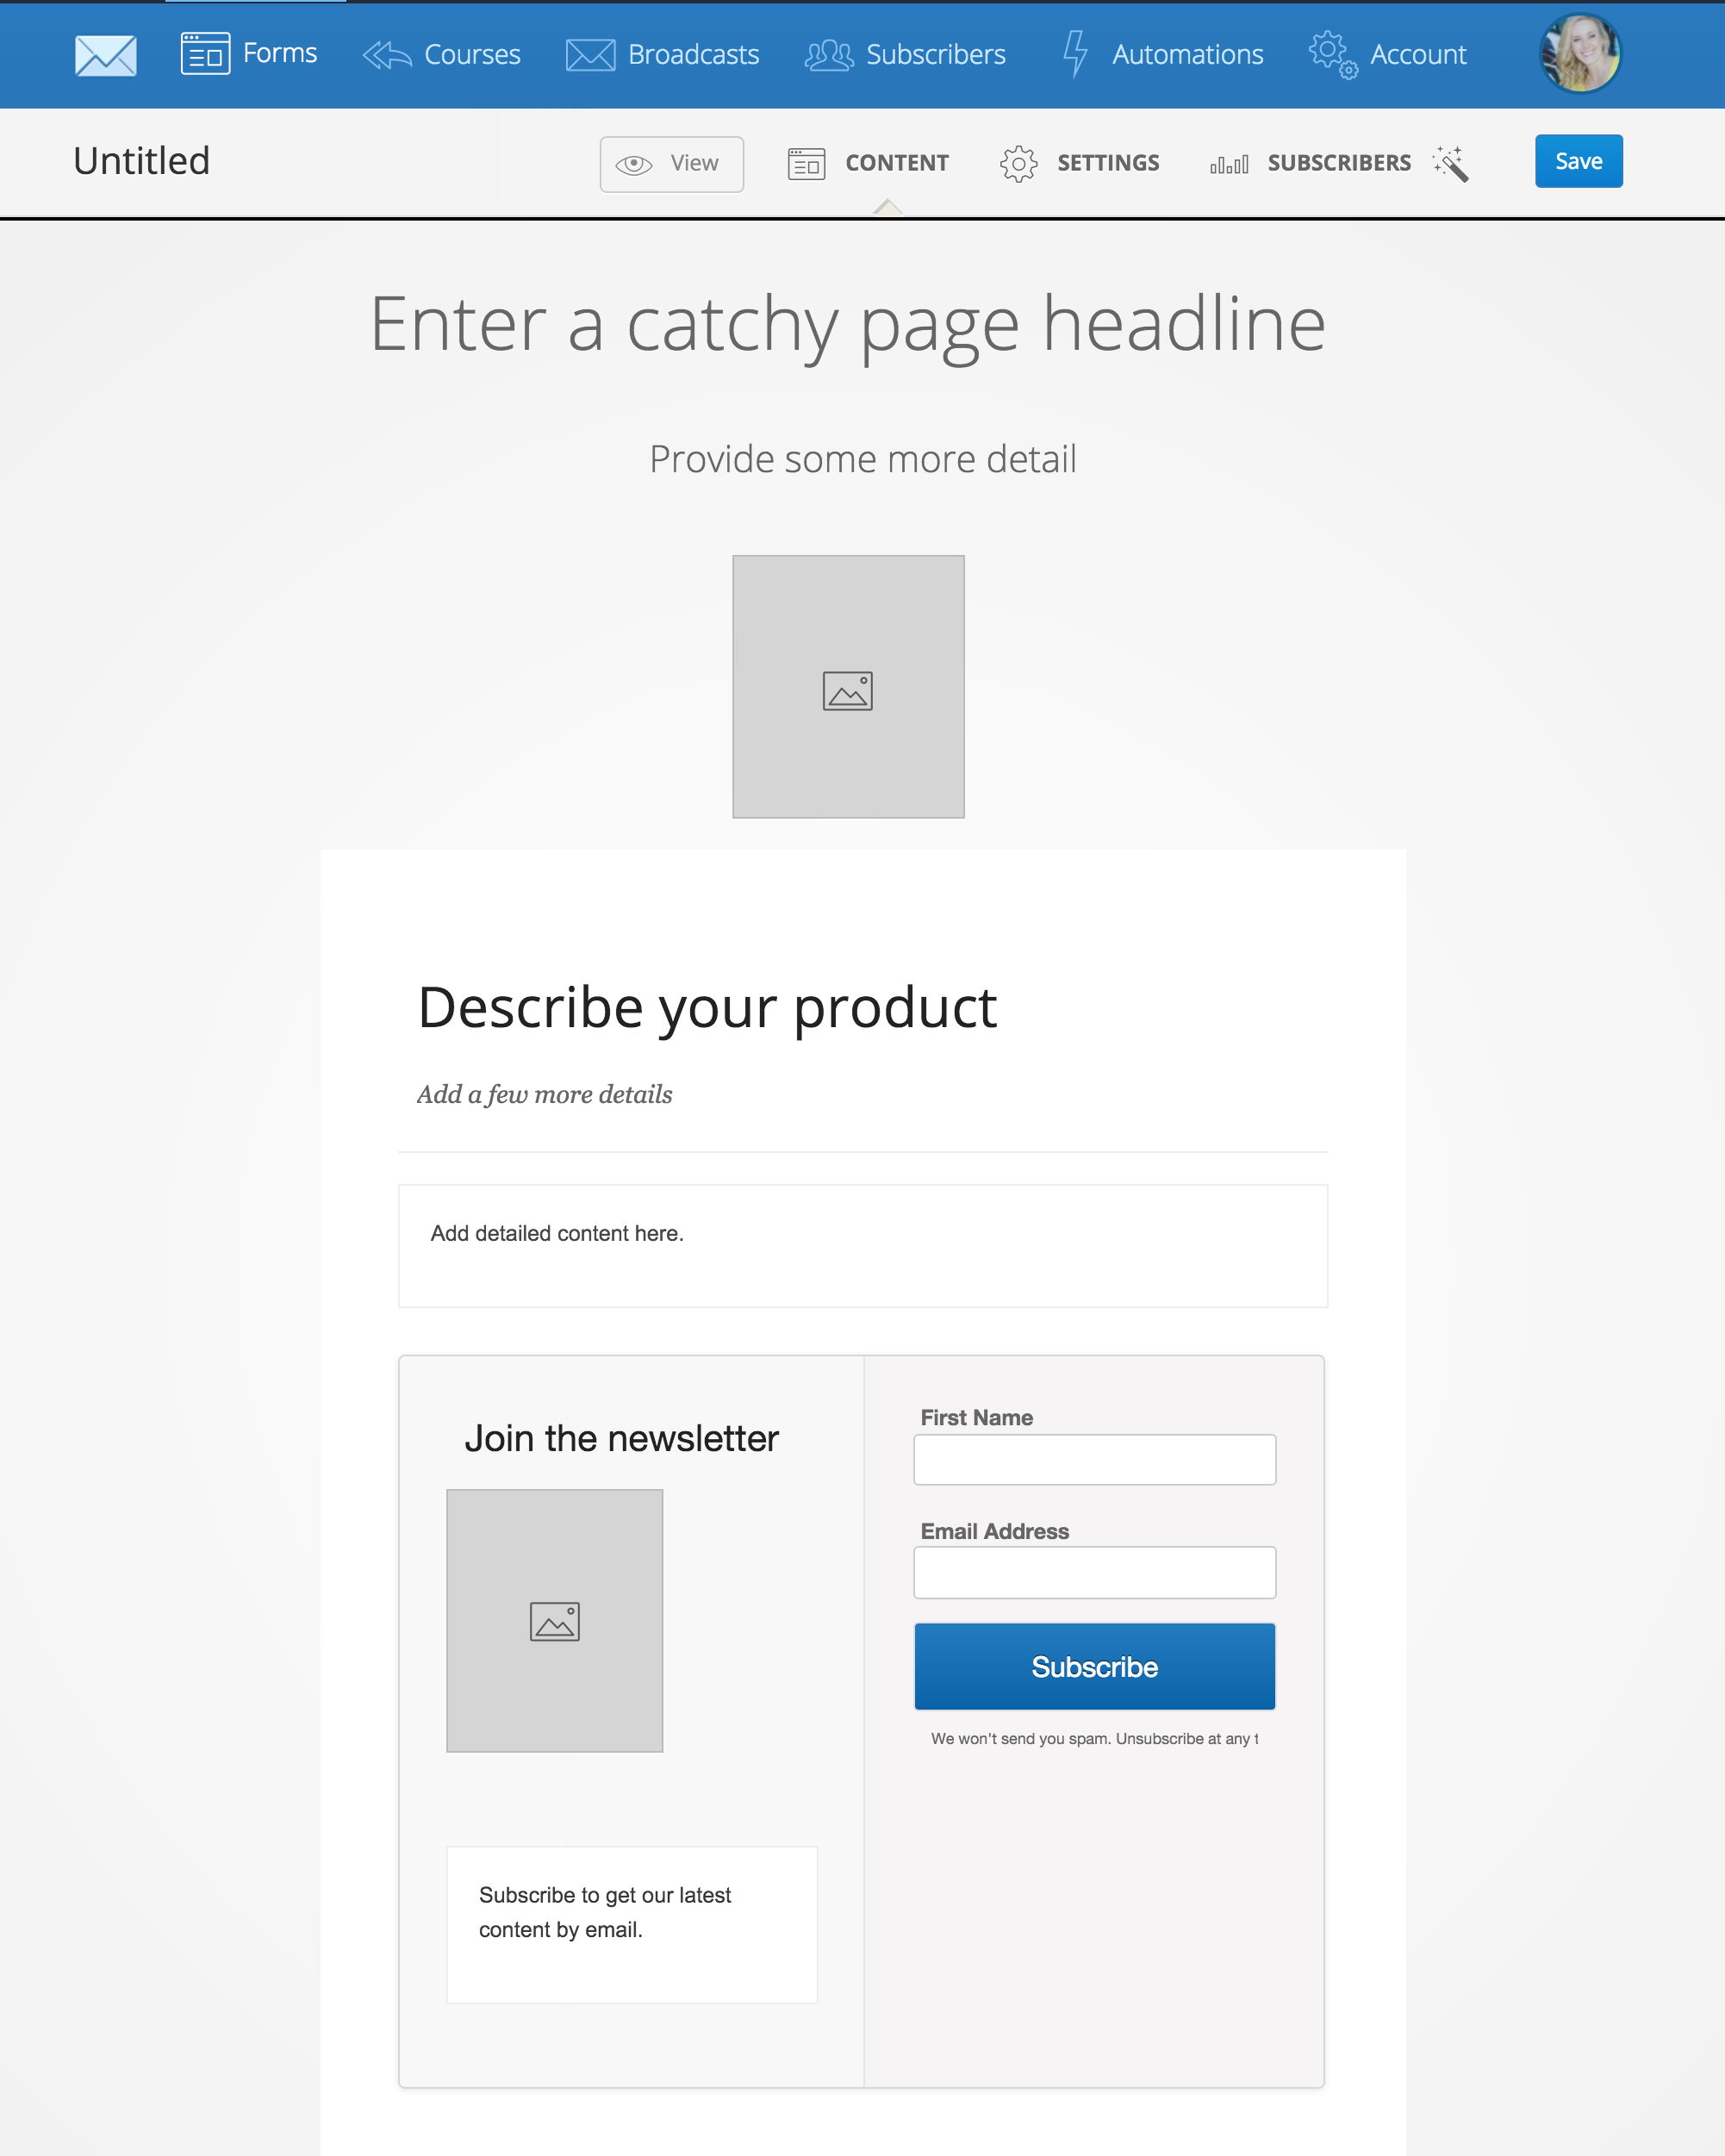 Forms Courses Broadcasts Subscribers Automations Account
Untitled View CONTENT SETTINGS SUBSCRIBERS Save
Enter a catchy page headline
Provide some more detail
Describe your product
Add a few more details
Add detailed content here.
Join the newsletter
Subscribe to get our latest
content by email.
First Name
Email Address
Subscribe
We won't send you spam. Unsubscribe at any t